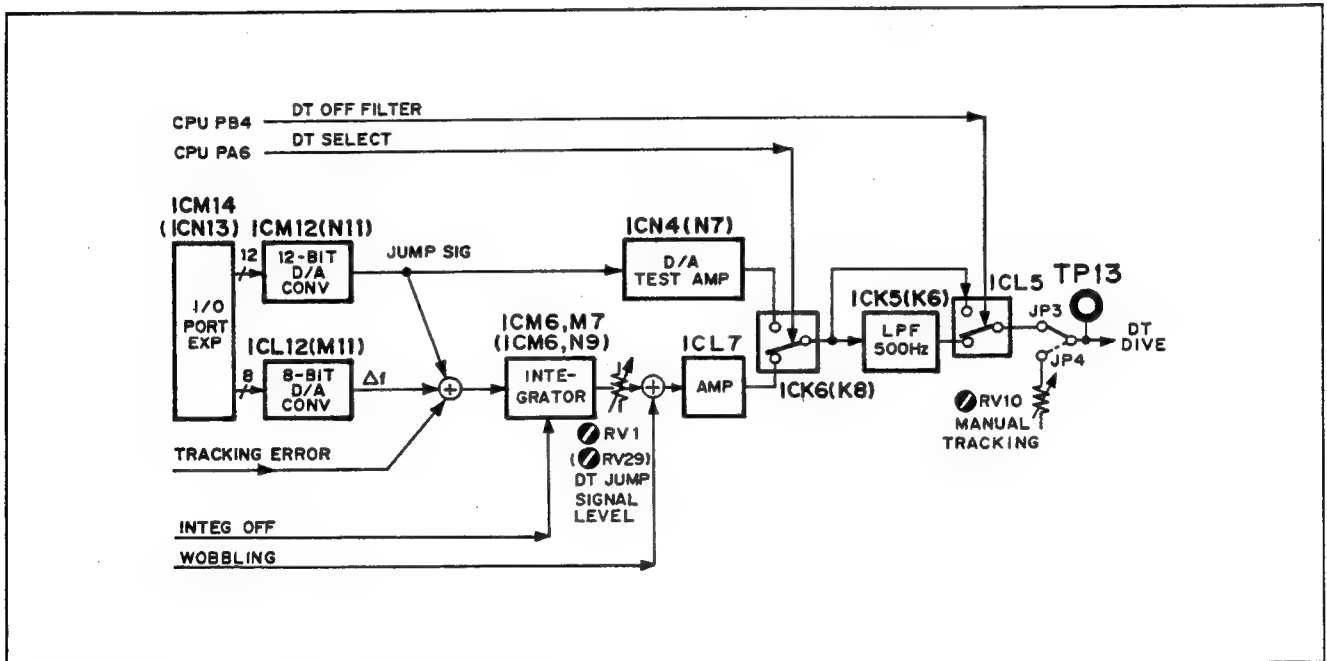 CPU PB4 DT OFF FILTER
CPU PA6 DT SELECT
ICM14
(ICN13)
I/O
PORT
EXP
12
ICM12(N11)
12-BIT
D/A
CONV
JUMP SIG
8
ICL12(M11)
8-BIT
D/A
CONV
Δf
TRACKING ERROR
INTEG OFF
WOBBLING
ICM6,M7
(ICM6,N9)
INTE-
GRATOR
RV1
(RV29)
DT JUMP
SIGNAL
LEVEL
ICN4(N7)
D/A
TEST AMP
ICL7
AMP
ICK6(K8)
ICK5(K6)
LPF
500Hz
ICL5
TP13
JP3
JP4
DT
DIVE
RV10
MANUAL
TRACKING